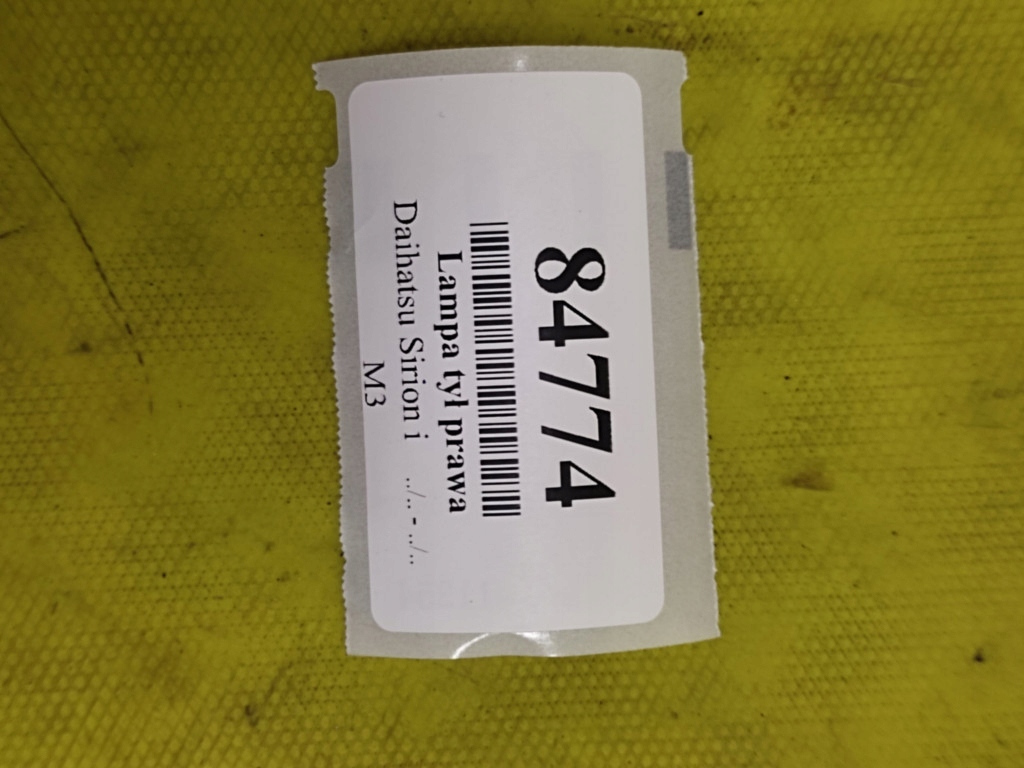 84774
Lampa tył prawa
Daihatsu Sirion i ../.. - ../..
M3